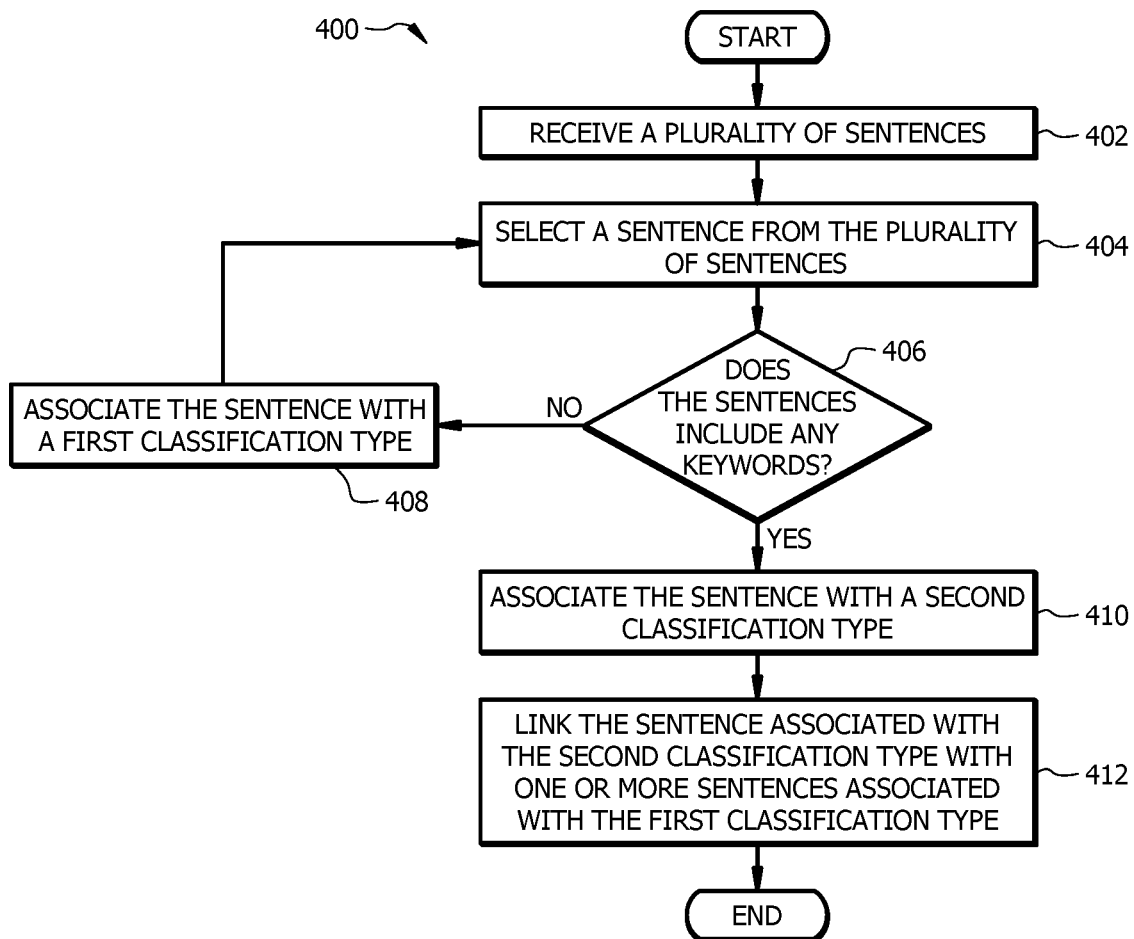 400
START
RECEIVE A PLURALITY OF SENTENCES
402
SELECT A SENTENCE FROM THE PLURALITY
OF SENTENCES
404
DOES
THE SENTENCES
INCLUDE ANY
KEYWORDS?
406
NO
ASSOCIATE THE SENTENCE WITH
A FIRST CLASSIFICATION TYPE
408
YES
ASSOCIATE THE SENTENCE WITH A SECOND
CLASSIFICATION TYPE
410
LINK THE SENTENCE ASSOCIATED WITH
THE SECOND CLASSIFICATION TYPE WITH
ONE OR MORE SENTENCES ASSOCIATED
WITH THE FIRST CLASSIFICATION TYPE
412
END